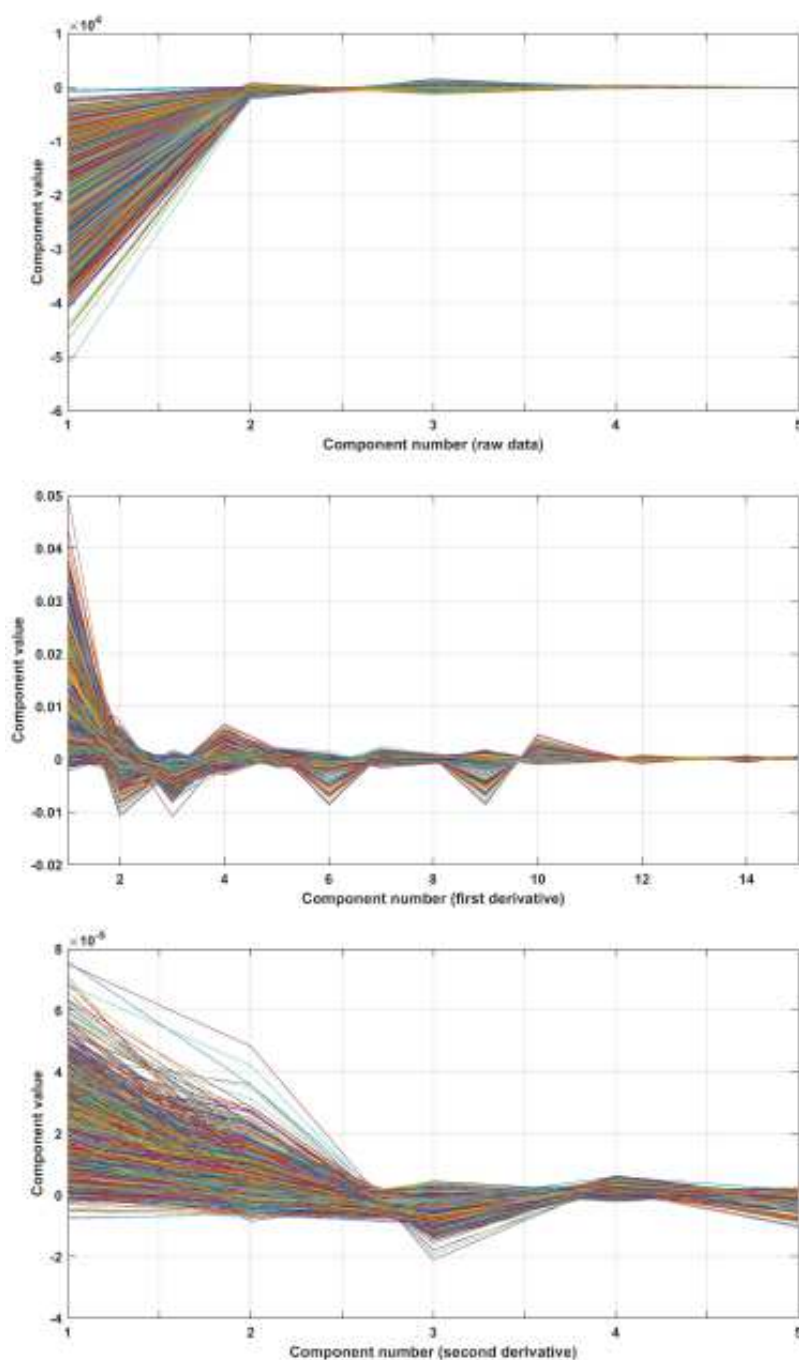 ×10⁴
1
0
-1
-2
-3
-4
-5
-6
Component value
1 2 3 4 5
Component number (raw data)
0.05
0.04
0.03
0.02
0.01
0
-0.01
-0.02
Component value
2 4 6 8 10 12 14
Component number (first derivative)
8
6
4
2
0
-2
-4
Component value
1 2 3 4 5
Component number (second derivative)